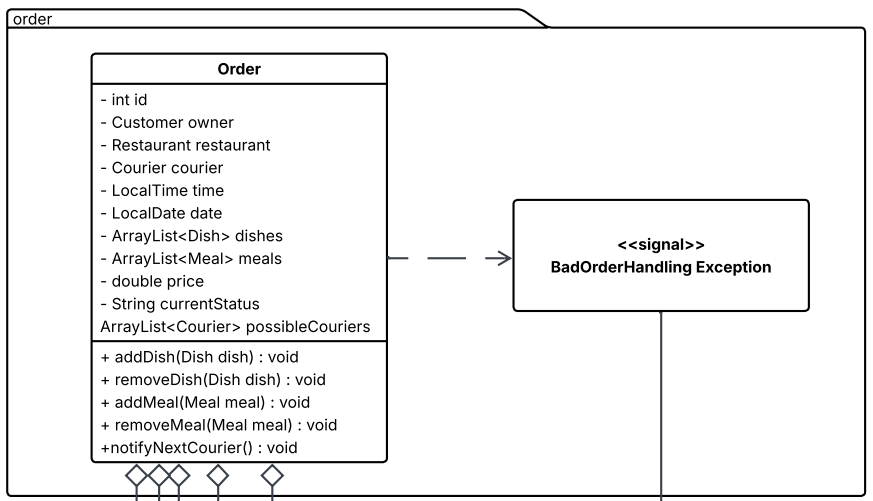 order
Order
- int id
- Customer owner
- Restaurant restaurant
- Courier courier
- LocalTime time
- LocalDate date
- ArrayList<Dish> dishes
- ArrayList<Meal> meals
- double price
- String currentStatus
ArrayList<Courier> possibleCouriers
+ addDish(Dish dish) : void
+ removeDish(Dish dish) : void
+ addMeal(Meal meal) : void
+ removeMeal(Meal meal) : void
+notifyNextCourier() : void
<<signal>>
BadOrderHandling Exception